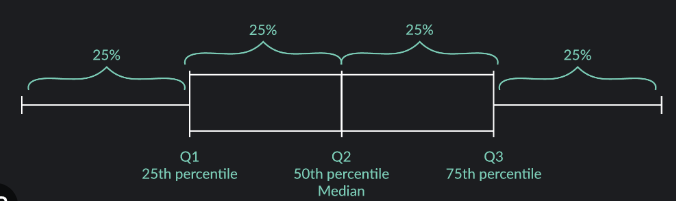 25%
25%
25%
25%
Q1
25th percentile
Q2
50th percentile
Median
Q3
75th percentile